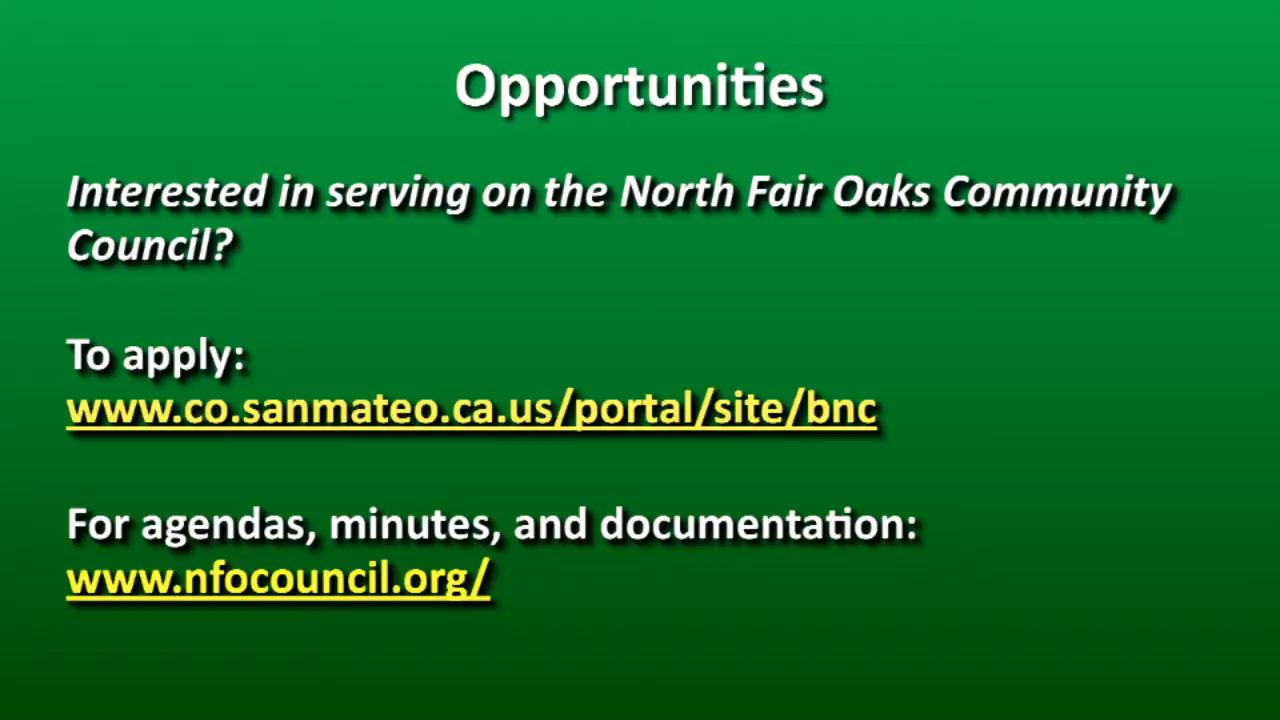 Opportunities
Interested in serving on the North Fair Oaks Community
Council?
To apply:
www.co.sanmateo.ca.us/portal/site/bnc
For agendas, minutes, and documentation:
www.nfocouncil.org/